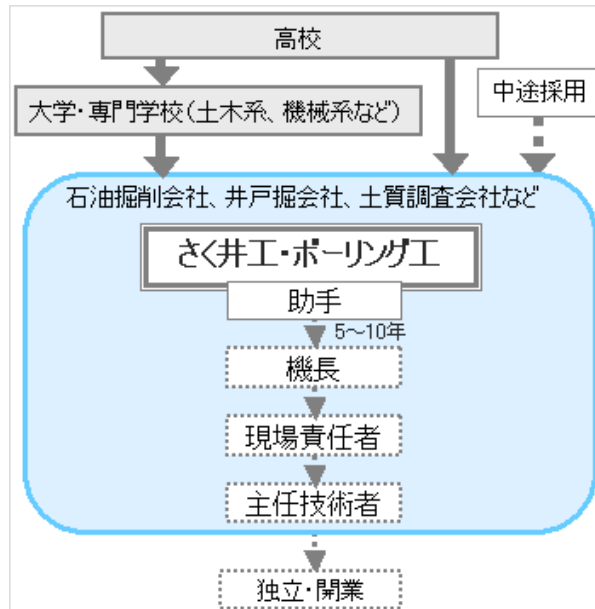 高校
大学・専門学校(土木系、機械系など)
中途採用
石油掘削会社、井戸掘会社、土質調査会社など
さく井工・ボーリング工
助手
5～10年
機長
現場責任者
主任技術者
独立・開業